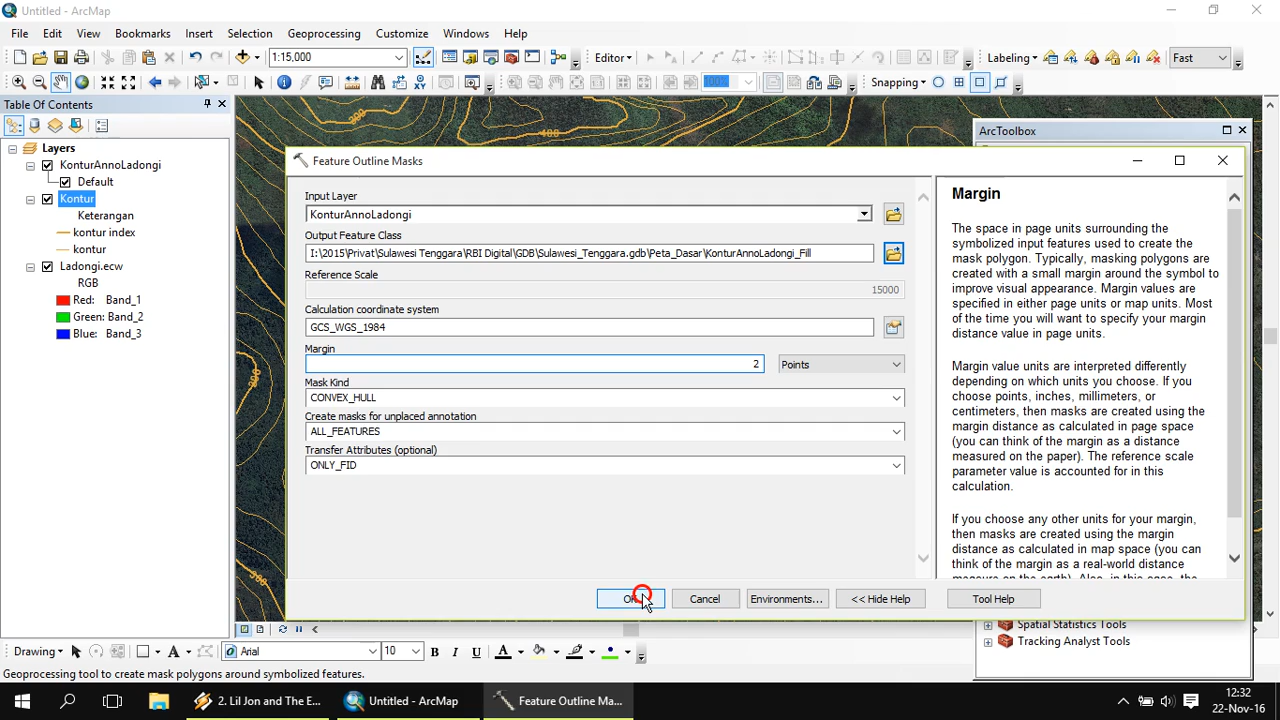 Untitled - ArcMap
File Edit View Bookmarks Insert Selection Geoprocessing Customize Windows Help
1:15,000 Editor Labeling Fast
100% Snapping
Table Of Contents
Layers
KonturAnnoLadongi
Default
Kontur
Keterangan
kontur index
kontur
Ladongi.ecw
RGB
Red: Band_1
Green: Band_2
Blue: Band_3
400
300
300
ArcToolbox
Feature Outline Masks
Input Layer
KonturAnnoLadongi
Output Feature Class
I:\2015\Privat\Sulawesi Tenggara\RBI Digital\GDB\Sulawesi_Tenggara.gdb\Peta_Dasar\KonturAnnoLadongi_Fill
Reference Scale
15000
Calculation coordinate system
GCS_WGS_1984
Margin
2 Points
Mask Kind
CONVEX_HULL
Create masks for unplaced annotation
ALL_FEATURES
Transfer Attributes (optional)
ONLY_FID
OK Cancel Environments... << Hide Help Tool Help
Margin
The space in page units surrounding the
symbolized input features used to create the
mask polygon. Typically, masking polygons are
created with a small margin around the symbol to
improve visual appearance. Margin values are
specified in either page units or map units. Most
of the time you will want to specify your margin
distance value in page units.
Margin value units are interpreted differently
depending on which units you choose. If you
choose points, inches, millimeters, or
centimeters, then masks are created using the
margin distance as calculated in page space
(you can think of the margin as a distance
measured on the paper). The reference scale
parameter value is accounted for in this
calculation.
If you choose any other units for your margin,
then masks are created using the margin
distance as calculated in map space (you can
think of the margin as a real-world distance
measured on the earth). Also, in this case, the
Spatial Statistics Tools
Tracking Analyst Tools
Drawing A Arial 10 B I U A
Geoprocessing tool to create mask polygons around symbolized features.
2. Lil Jon and The E... Untitled - ArcMap Feature Outline Ma...
12:32
22-Nov-16